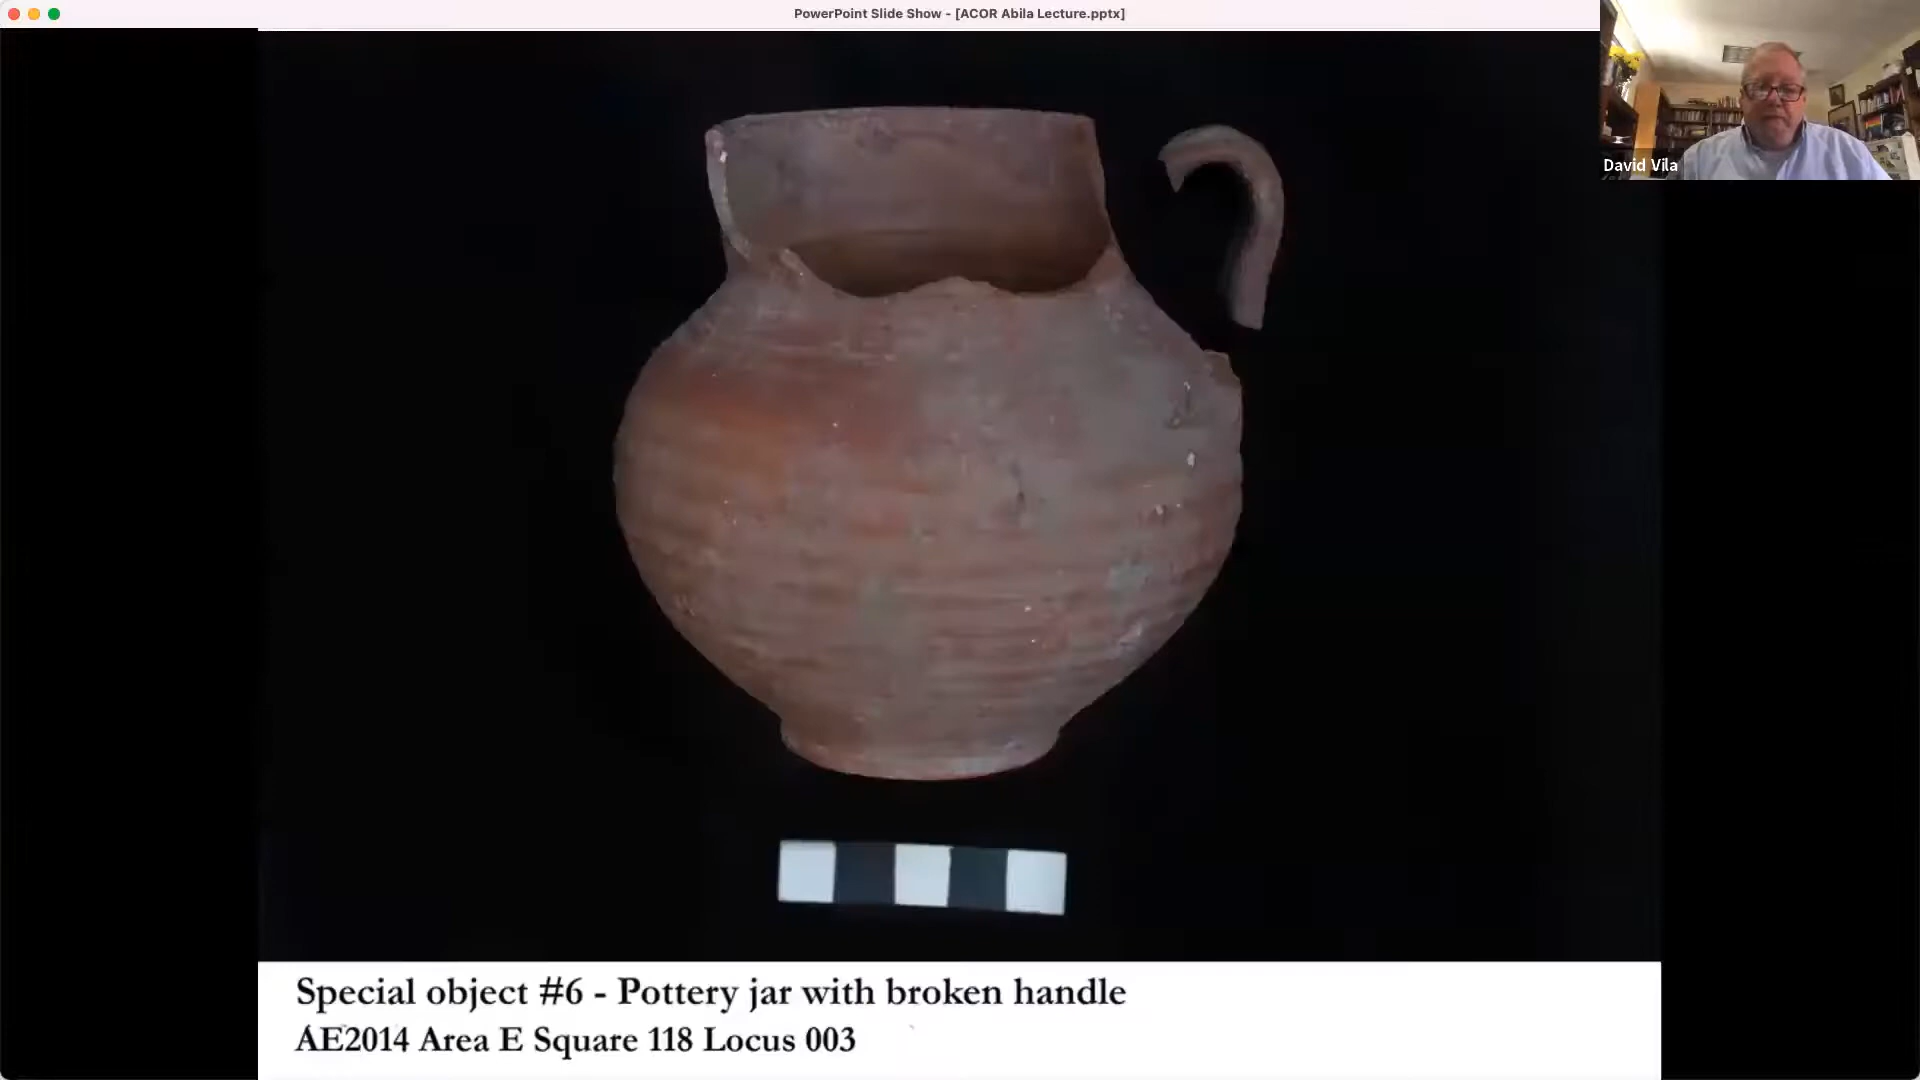 PowerPoint Slide Show - [ACOR Abila Lecture.pptx]
David Vila
Special object #6 - Pottery jar with broken handle
AE2014 Area E Square 118 Locus 003